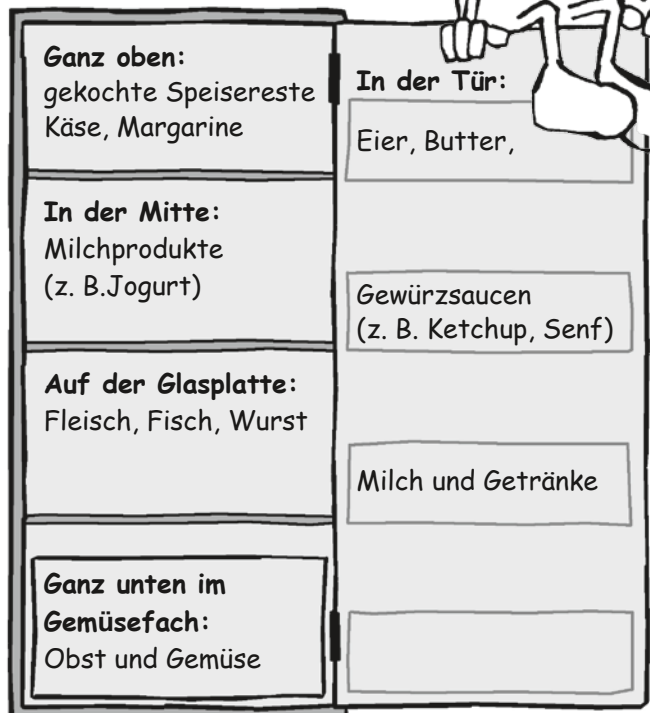 Ganz oben:
gekochte Speisereste
Käse, Margarine
In der Mitte:
Milchprodukte
(z. B.Jogurt)
Auf der Glasplatte:
Fleisch, Fisch, Wurst
Ganz unten im
Gemüsefach:
Obst und Gemüse
In der Tür:
Eier, Butter,
Gewürzsaucen
(z. B. Ketchup, Senf)
Milch und Getränke